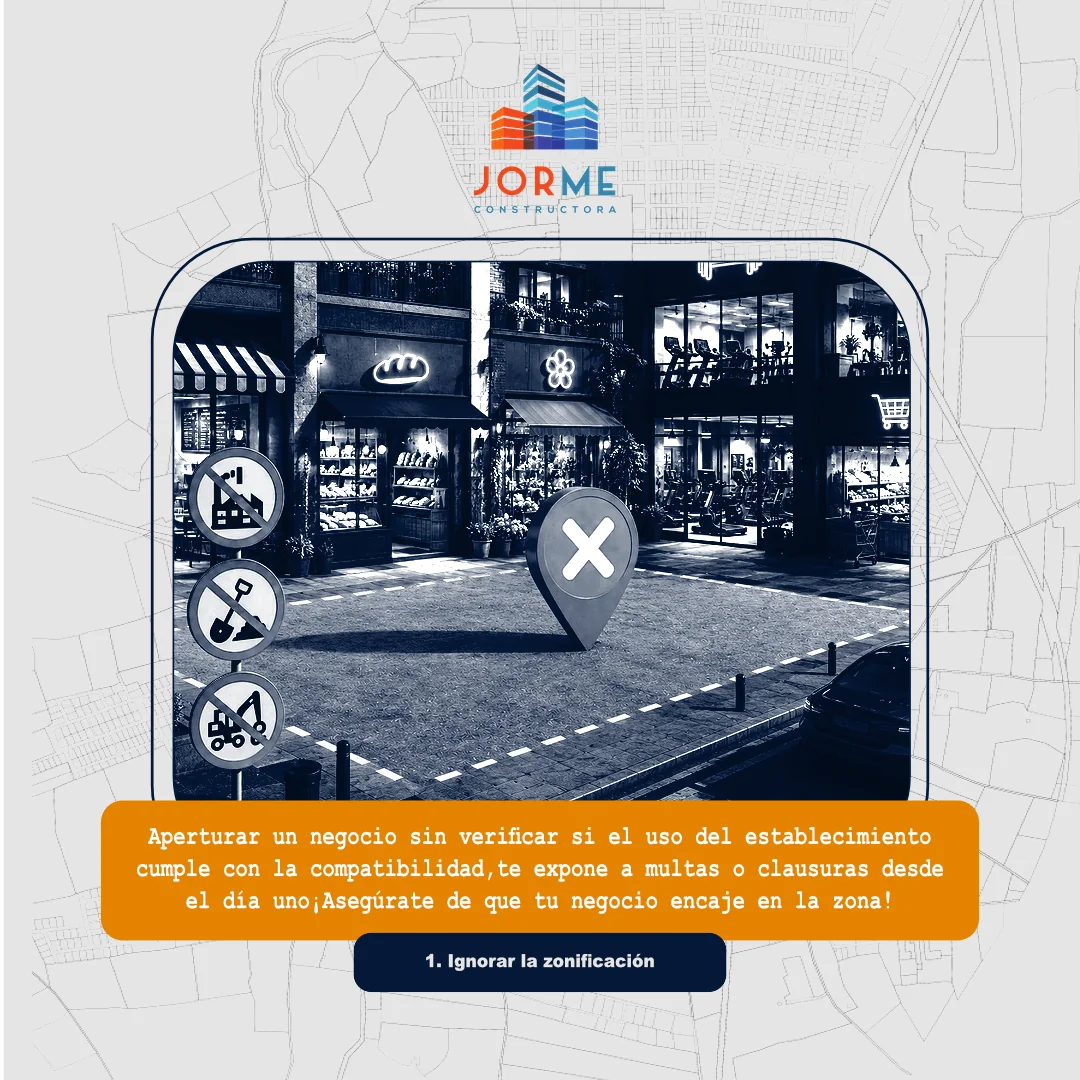 JORME
CONSTRUCTORA
Aperturar un negocio sin verificar si el uso del establecimiento
cumple con la compatibilidad,te expone a multas o clausuras desde
el día uno¡Asegúrate de que tu negocio encaje en la zona!
1. Ignorar la zonificación